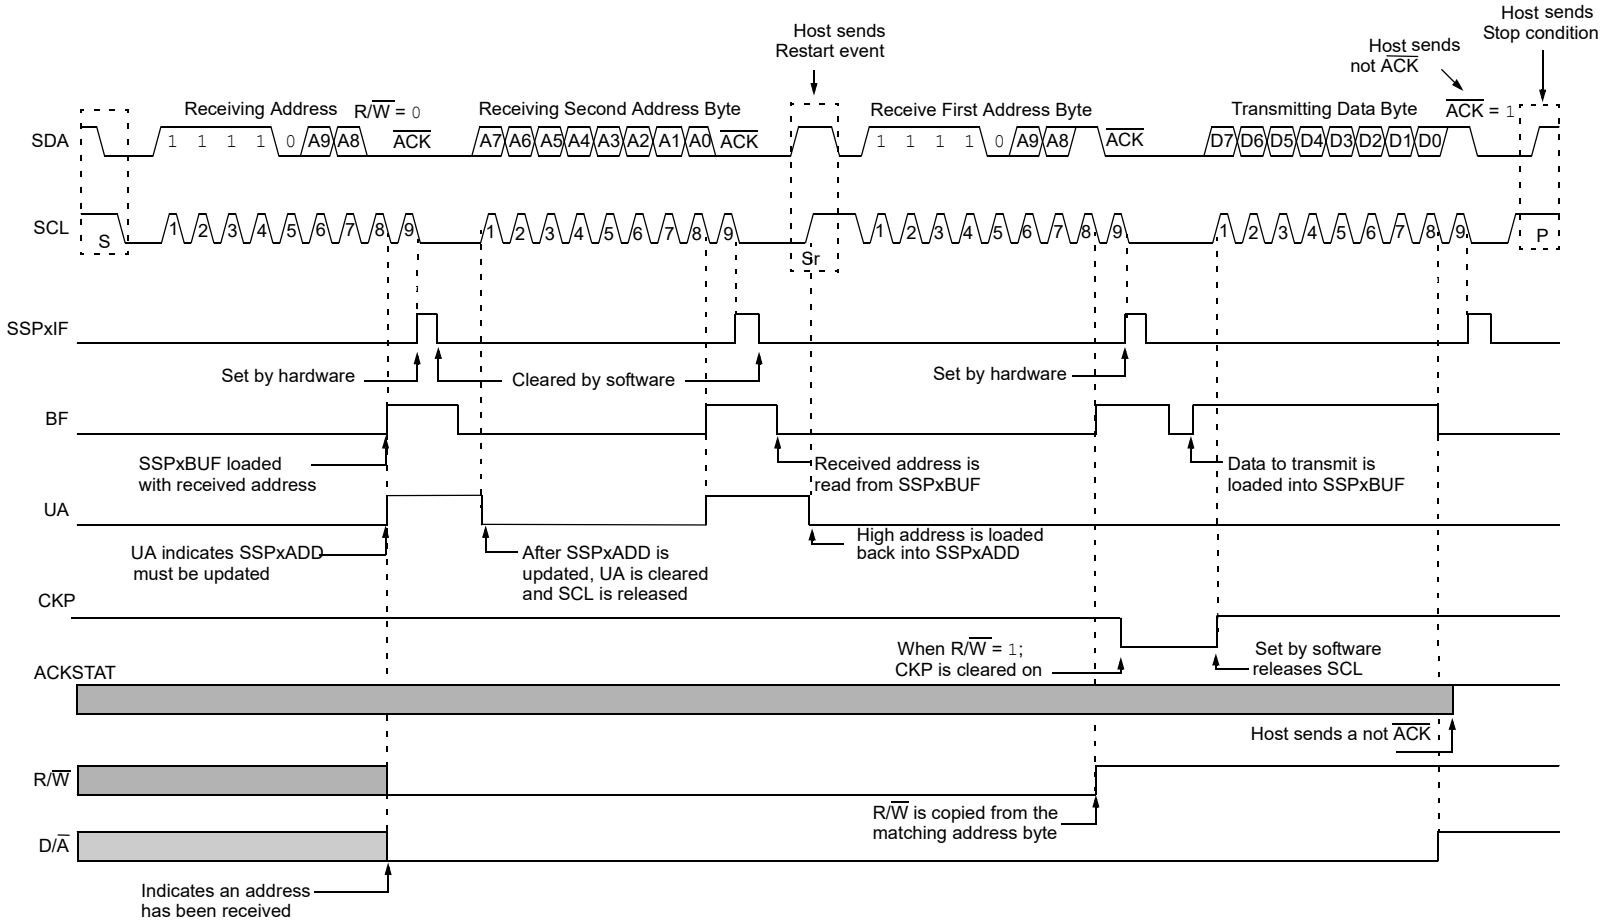 Host sends
Restart event
Host sends
not ACK
Host sends
Stop condition
Receiving Address R/W = 0
Receiving Second Address Byte
Receive First Address Byte
Transmitting Data Byte
ACK = 1
SDA
1 1 1 1 0 A9 A8 ACK
A7 A6 A5 A4 A3 A2 A1 A0 ACK
1 1 1 1 0 A9 A8 ACK
D7 D6 D5 D4 D3 D2 D1 D0
SCL
S
1 2 3 4 5 6 7 8 9
1 2 3 4 5 6 7 8 9
Sr
1 2 3 4 5 6 7 8 9
1 2 3 4 5 6 7 8 9
P
SSPxIF
Set by hardware
Cleared by software
Set by hardware
BF
SSPxBUF loaded
with received address
Received address is
read from SSPxBUF
Data to transmit is
loaded into SSPxBUF
UA
UA indicates SSPxADD
must be updated
After SSPxADD is
updated, UA is cleared
and SCL is released
High address is loaded
back into SSPxADD
CKP
When R/W = 1;
CKP is cleared on
Set by software
releases SCL
ACKSTAT
Host sends a not ACK
R/W
R/W is copied from the
matching address byte
D/A
Indicates an address
has been received